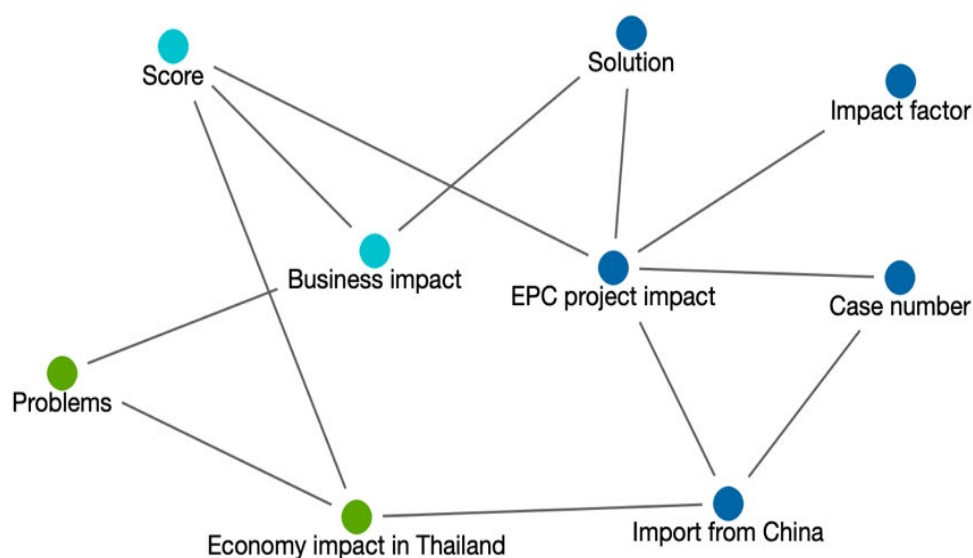 Score
Solution
Impact factor
Business impact
EPC project impact
Case number
Problems
Economy impact in Thailand
Import from China